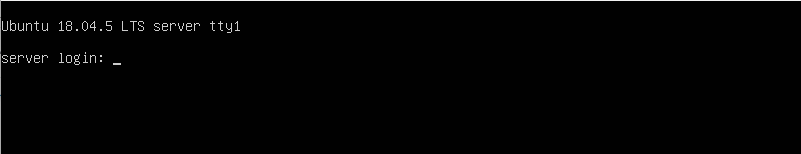 Ubuntu 18.04.5 LTS server tty1
server login: _